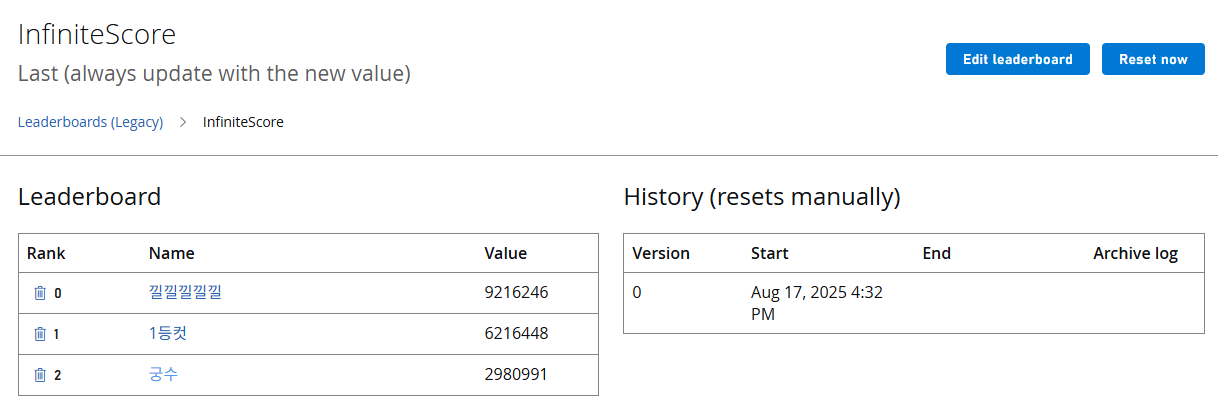 InfiniteScore
Last (always update with the new value)
Edit leaderboard
Reset now
Leaderboards (Legacy) > InfiniteScore
Leaderboard
Rank Name Value
0 낄낄낄낄낄 9216246
1 1등컷 6216448
2 궁수 2980991
History (resets manually)
Version Start End Archive log
0 Aug 17, 2025 4:32
PM